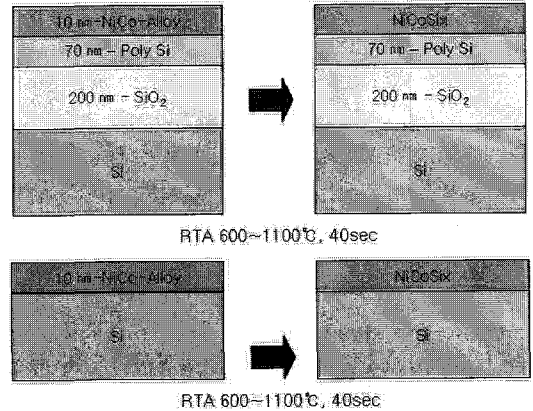 10 nm-NiCo-Alloy
70 nm - Poly Si
200 nm - SiO₂
Si
NiCoSix
70 nm - Poly Si
200 nm - SiO₂
Si
RTA 600~1100℃, 40sec
10 nm-NiCo-Alloy
Si
NiCoSix
Si
RTA 600~1100℃, 40sec